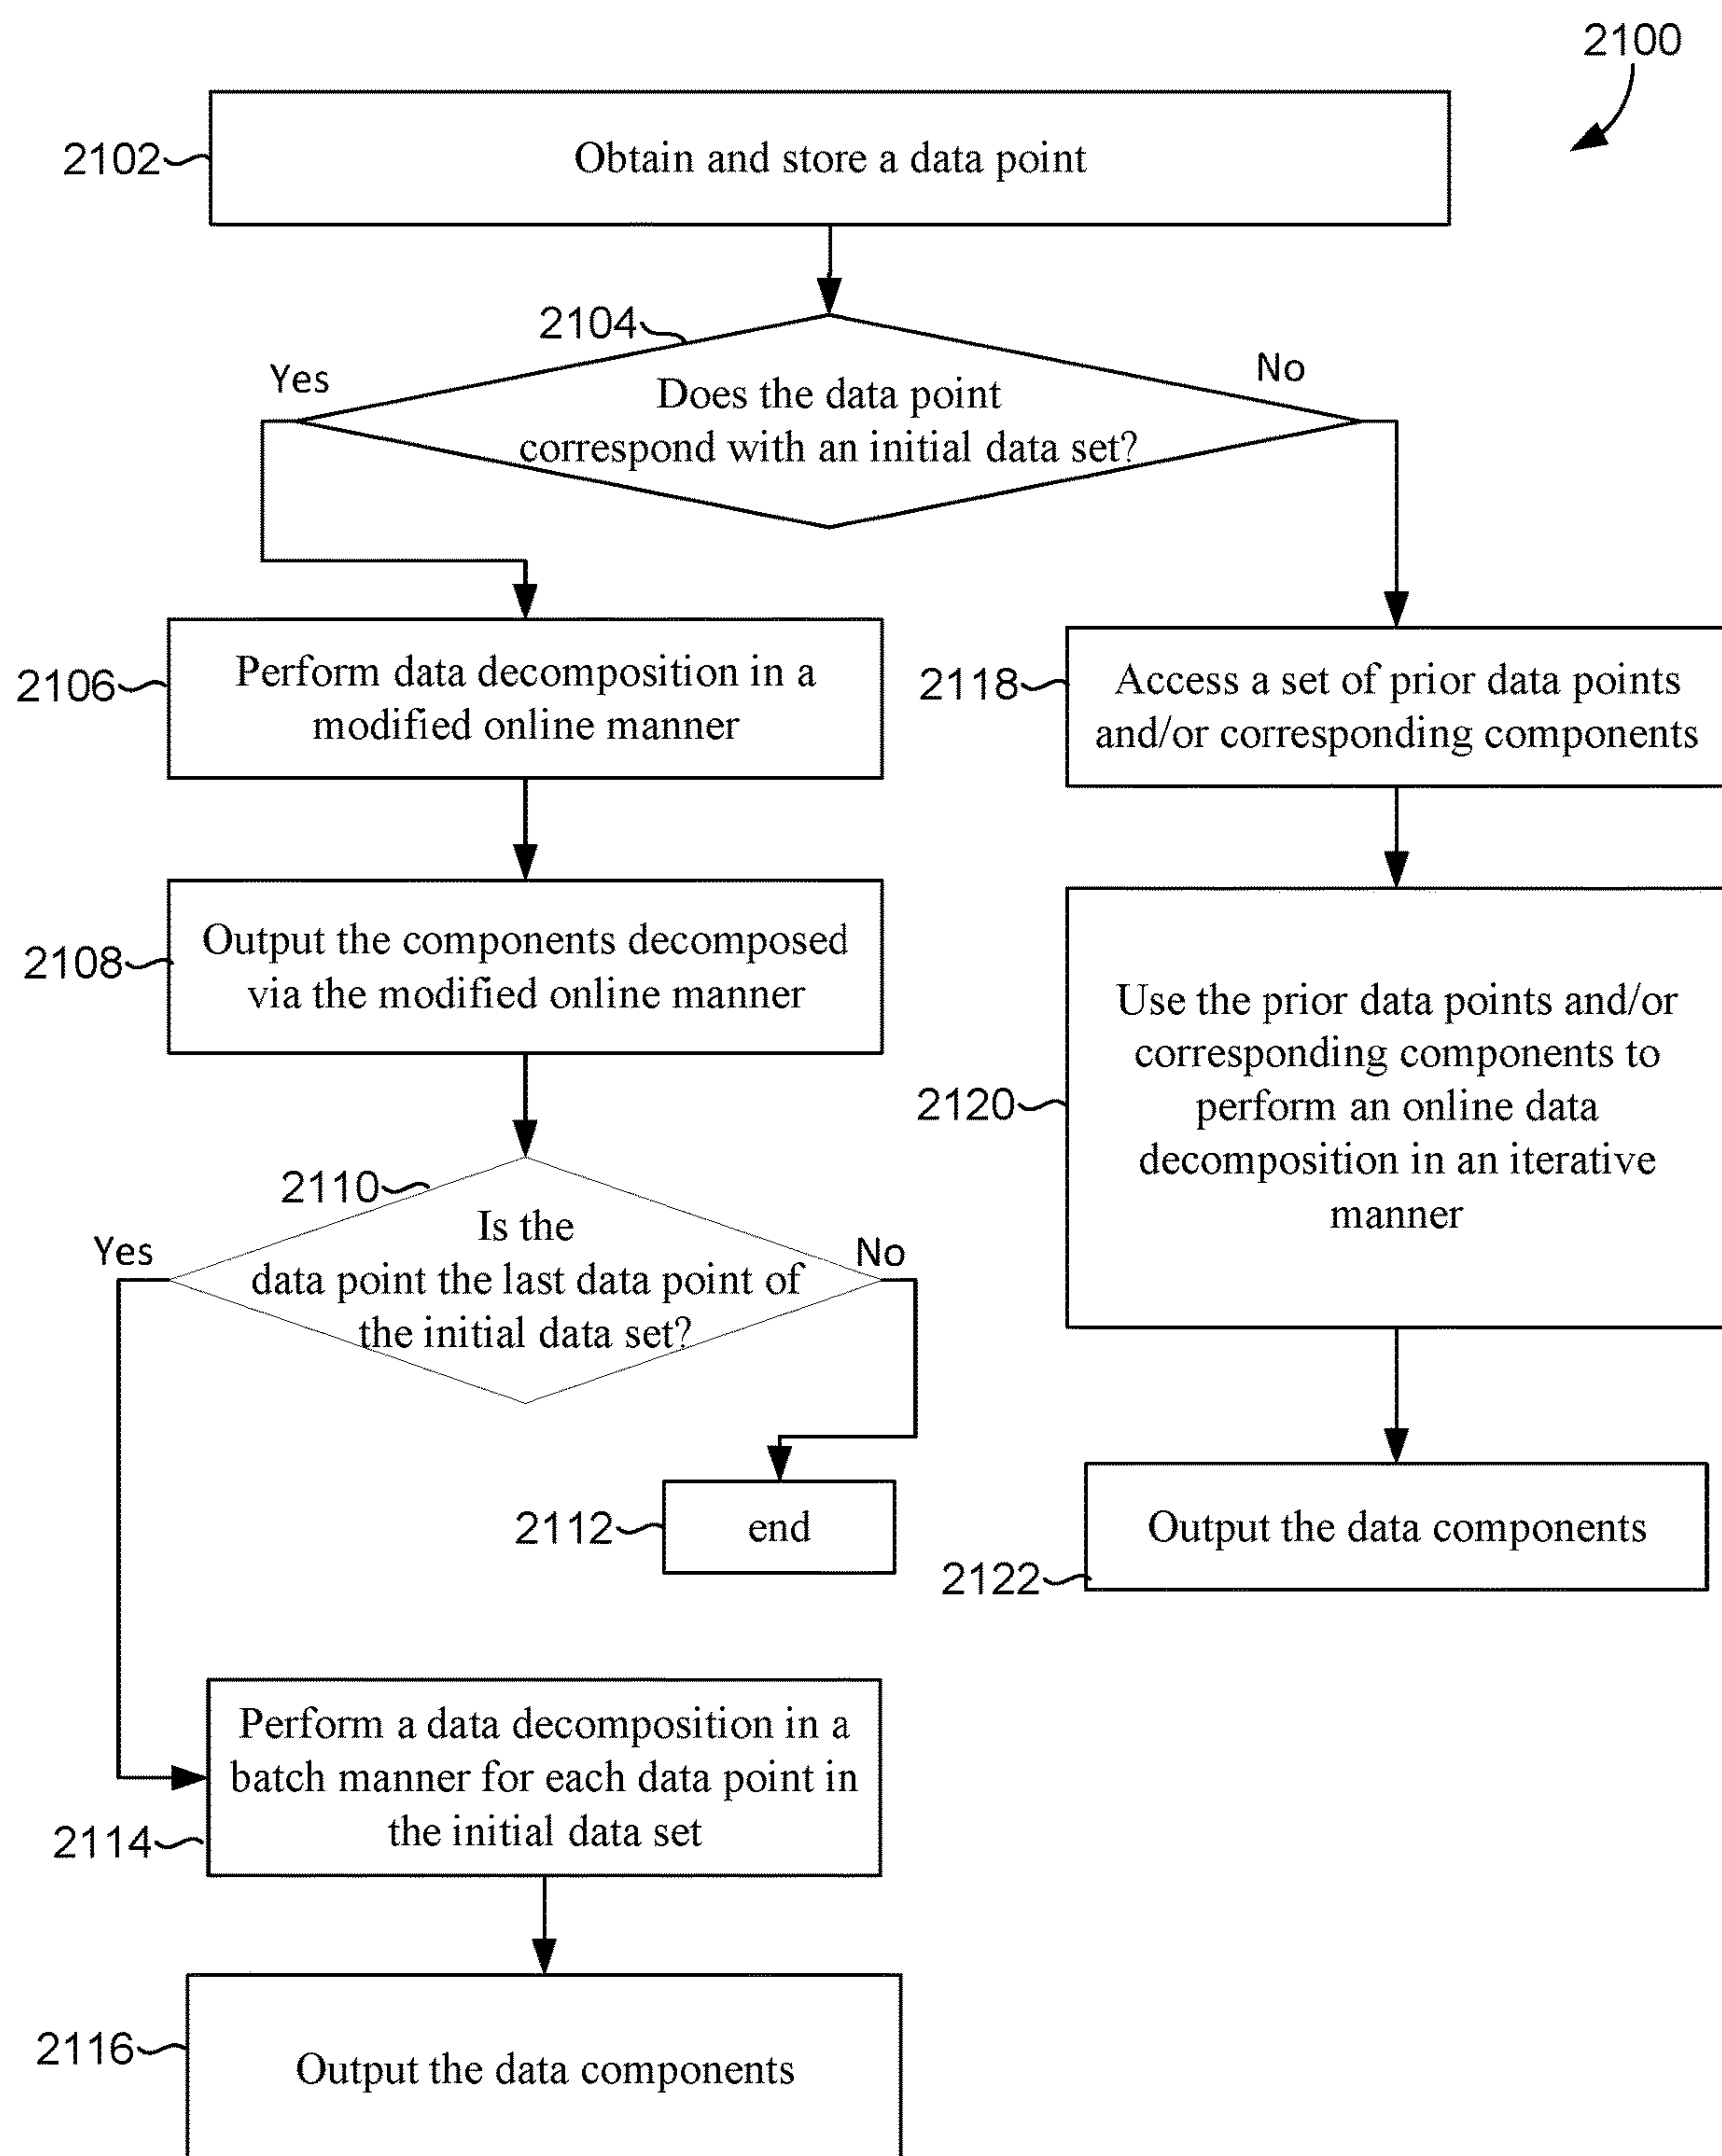 2100
2102
Obtain and store a data point
2104
Yes
No
Does the data point
correspond with an initial data set?
2106
Perform data decomposition in a
modified online manner
2118
Access a set of prior data points
and/or corresponding components
2108
Output the components decomposed
via the modified online manner
2120
Use the prior data points and/or
corresponding components to
perform an online data
decomposition in an iterative
manner
2110
Yes
No
Is the
data point the last data point of
the initial data set?
2112
end
2122
Output the data components
2114
Perform a data decomposition in a
batch manner for each data point in
the initial data set
2116
Output the data components